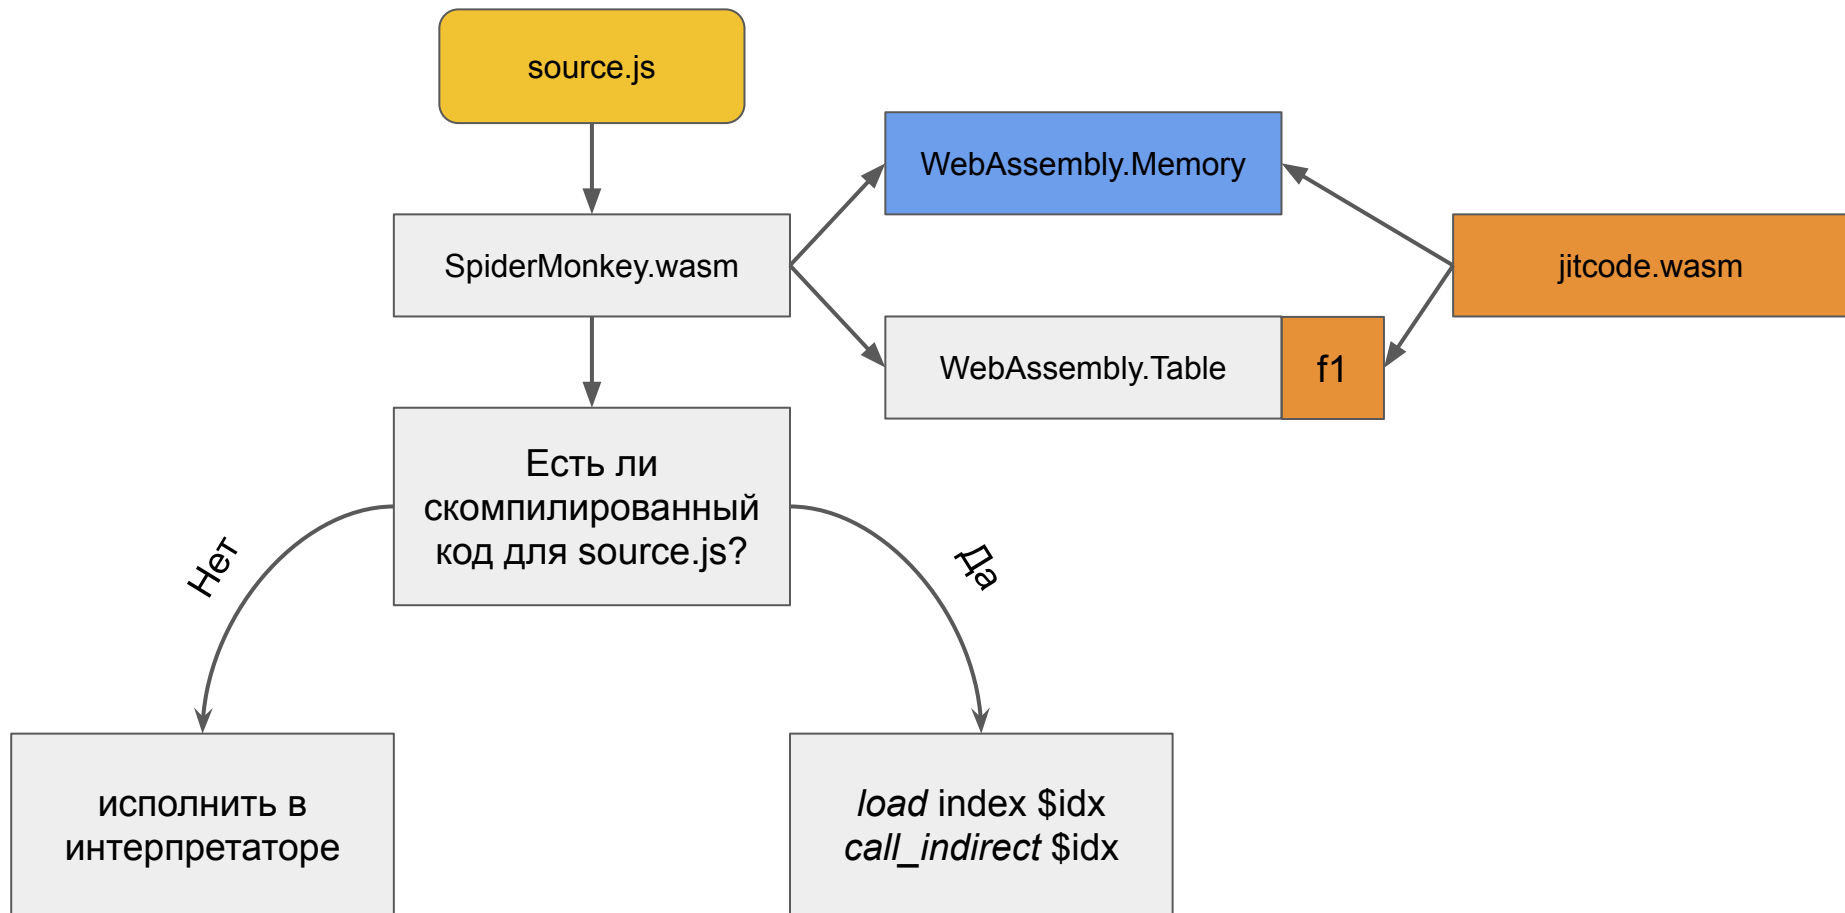 source.js
WebAssembly.Memory
SpiderMonkey.wasm
jitcode.wasm
WebAssembly.Table
f1
Есть ли
скомпилированный
код для source.js?
Нет
Да
исполнить в
интерпретаторе
load index $idx
call_indirect $idx